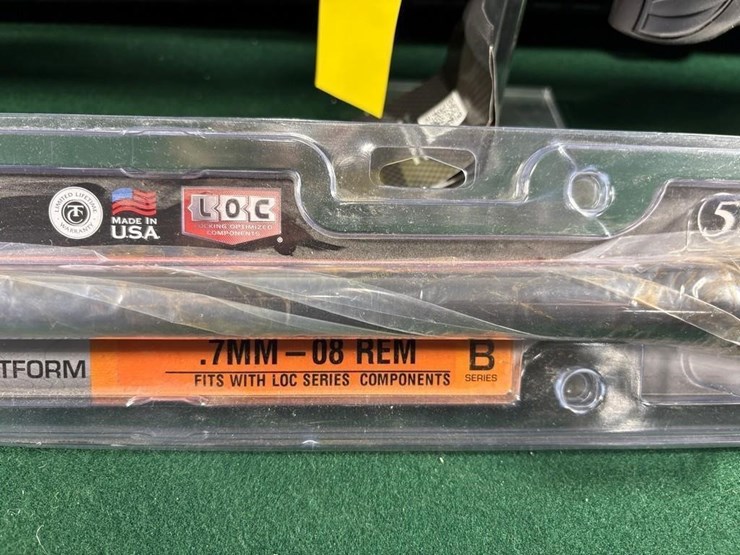 LIMITED LIFETIME
WARRANTY
MADE IN
U.S.A.
LOC
LOCKING OPTIMIZED
COMPONENTS
5
TFORM
.7MM-08 REM
FITS WITH LOC SERIES COMPONENTS
B
SERIES